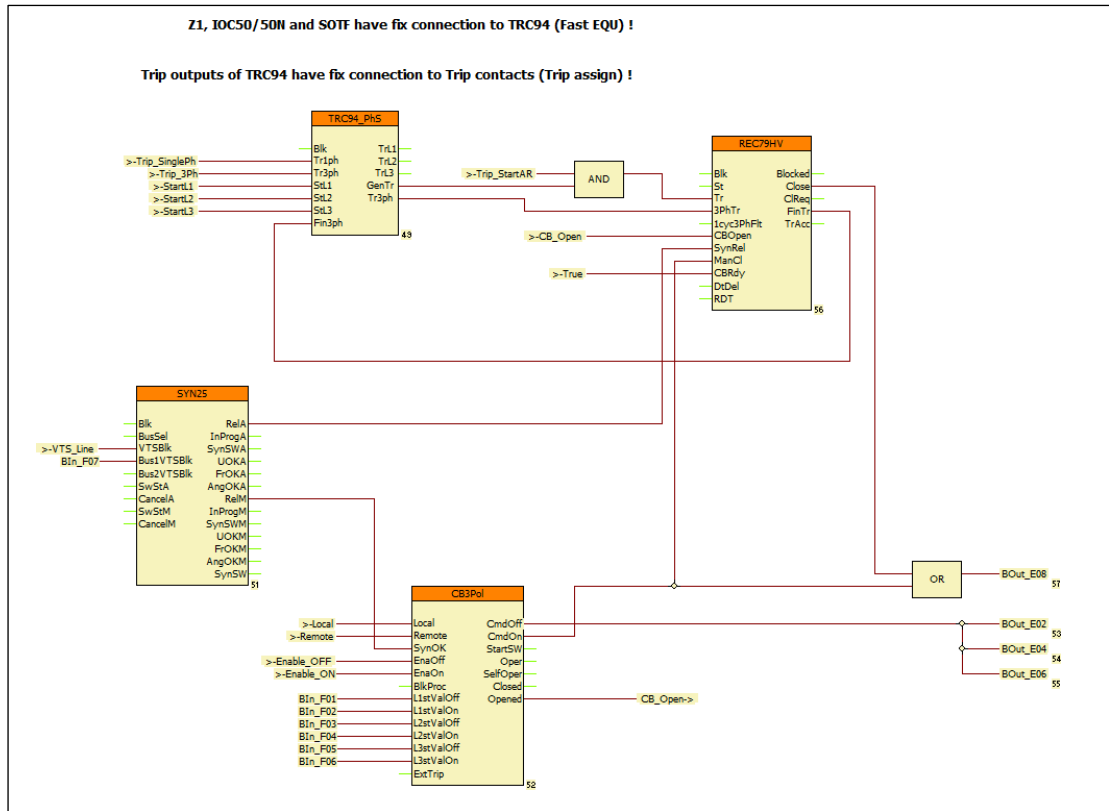 Z1, IOC50/50N and SOTF have fix connection to TRC94 (Fast EQU) !
Trip outputs of TRC94 have fix connection to Trip contacts (Trip assign) !
TRC94_PhS
Blk TrL1
>-Trip_SinglePh Tr1ph TrL2
>-Trip_3Ph Tr3ph TrL3
>-StartL1 StL1 GenTr
>-StartL2 StL2 Tr3ph
>-StartL3 StL3
Fin3ph
49
>-Trip_StartAR
AND
REC79HV
Blk Blocked
St Close
Tr ClReq
3PhTr FinTr
1cyc3PhFlt TrAcc
>-CB_Open CBOpen
SynRel
ManCl
>-True CBRdy
DtDel
RDT
56
SYN25
Blk RelA
BusSel InProgA
>-VTS_Line VTSBlk SynSWA
BIn_F07 Bus1VTSBlk UOKA
Bus2VTSBlk FrOKA
SwStA AngOKA
CancelA RelM
SwStM InProgM
CancelM SynSWM
UOKM
FrOKM
AngOKM
SynSW
51
CB3Pol
>-Local Local CmdOff
>-Remote Remote CmdOn
SynOK StartSW
>-Enable_OFF EnaOff Oper
>-Enable_ON EnaOn SelfOper
BlkProc Closed
BIn_F01 L1stValOff Opened CB_Open->
BIn_F02 L1stValOn
BIn_F03 L2stValOff
BIn_F04 L2stValOn
BIn_F05 L3stValOff
BIn_F06 L3stValOn
ExtTrip
52
OR
BOut_E08
57
BOut_E02
53
BOut_E04
54
BOut_E06
55